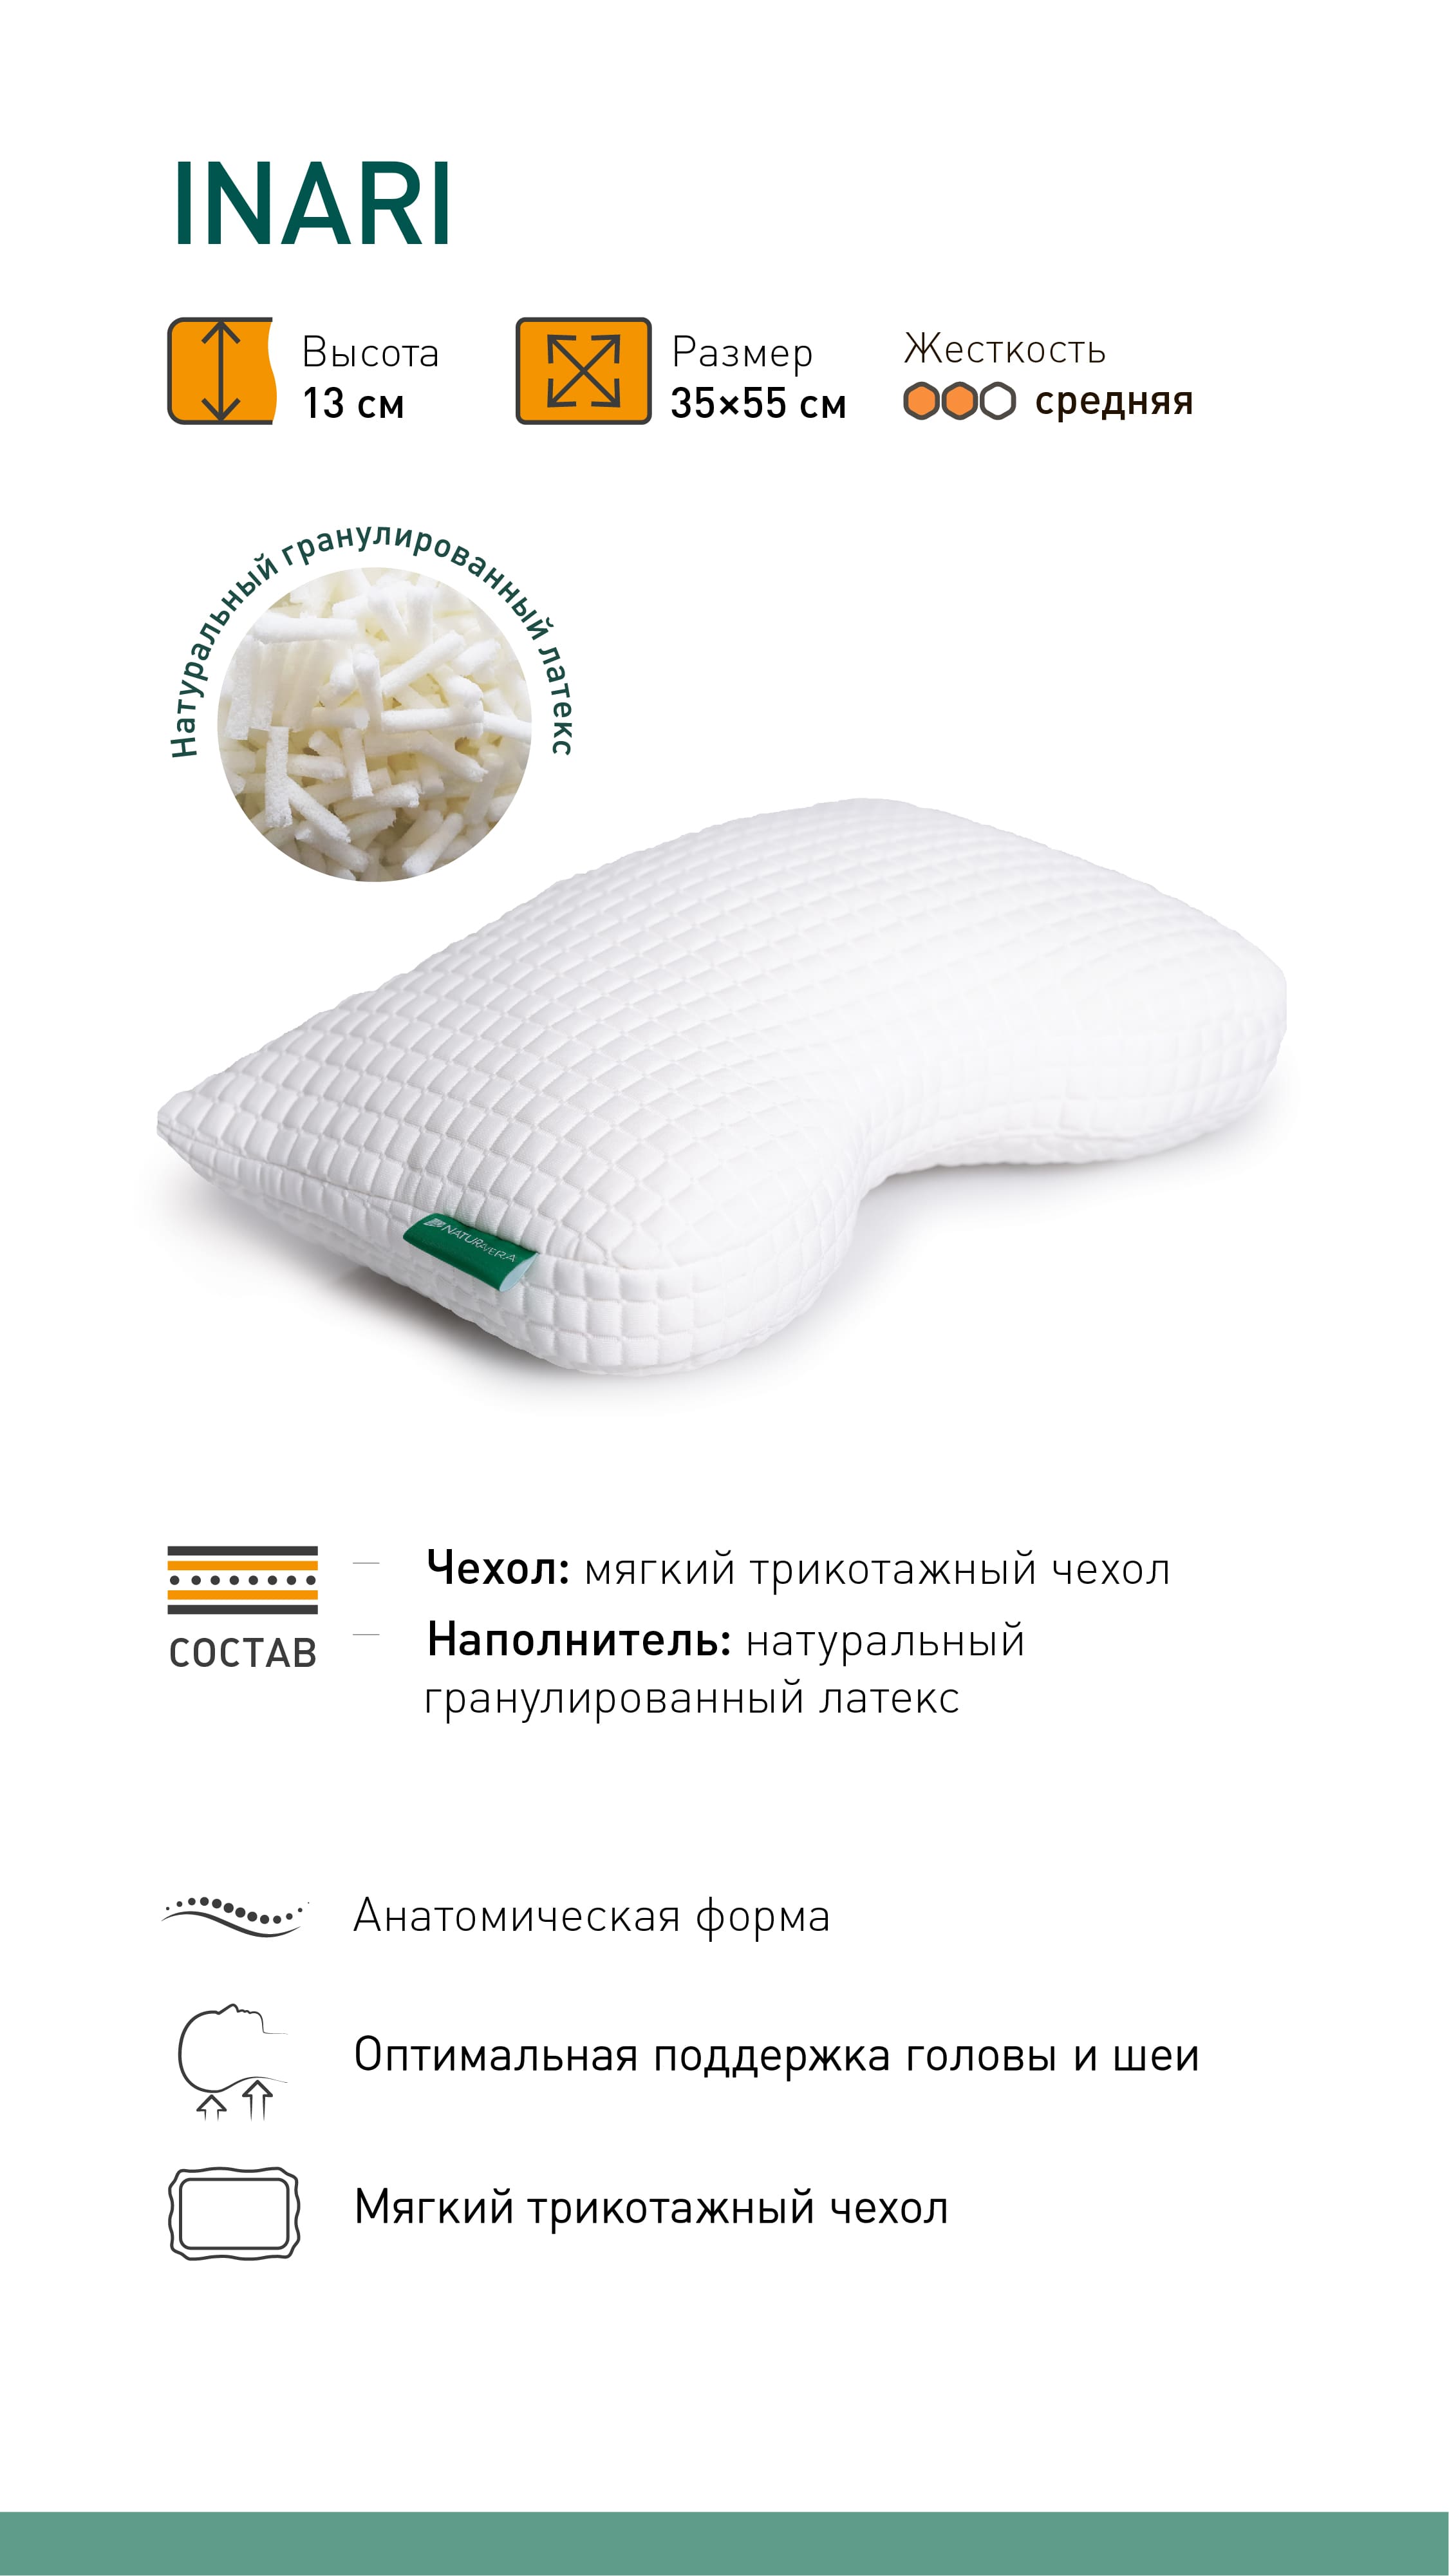 INARI
Высота
13 см
Размер
35×55 см
Жесткость
средняя
Натуральный гранулированный латекс
NATURAVERA
СОСТАВ
Чехол: мягкий трикотажный чехол
Наполнитель: натуральный
гранулированный латекс
Анатомическая форма
Оптимальная поддержка головы и шеи
Мягкий трикотажный чехол